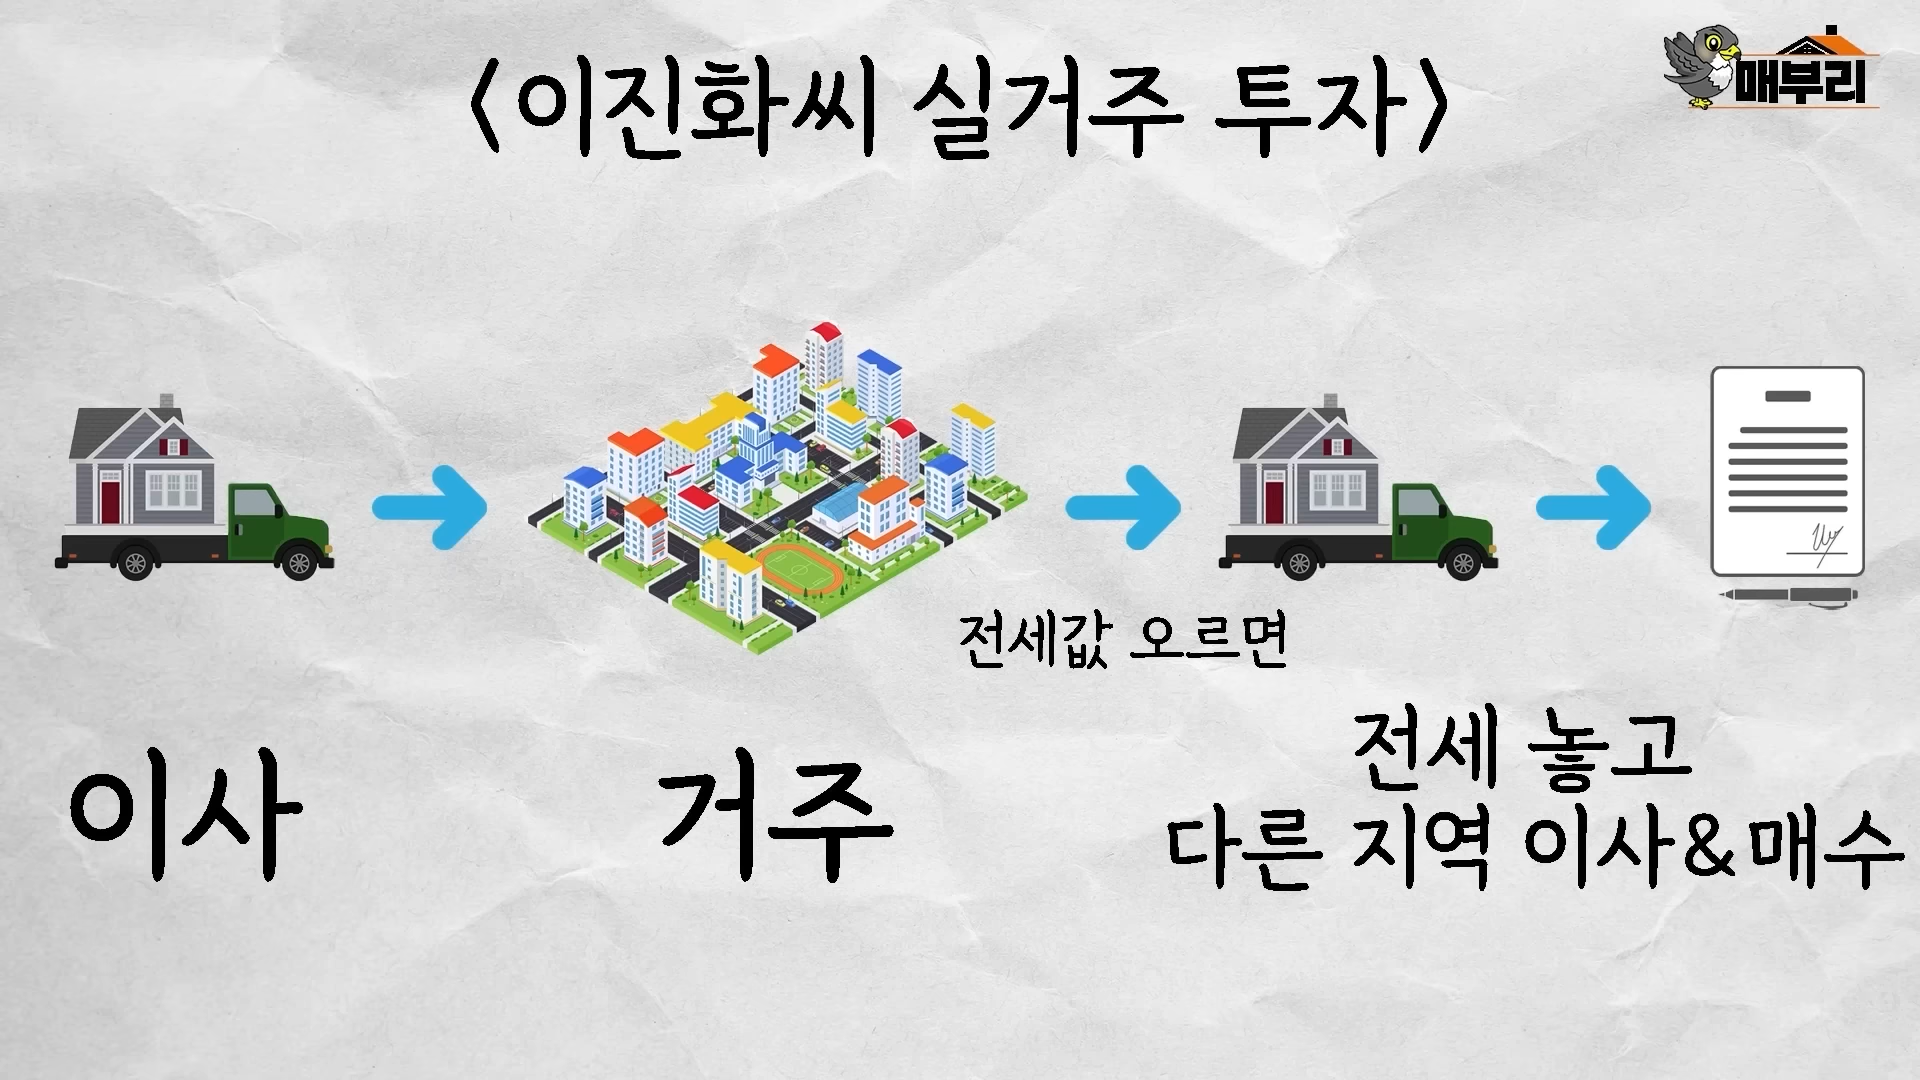 <이진화씨 실거주 투자>
매부리
전세값 오르면
이사
거주
전세 놓고
다른 지역 이사&매수